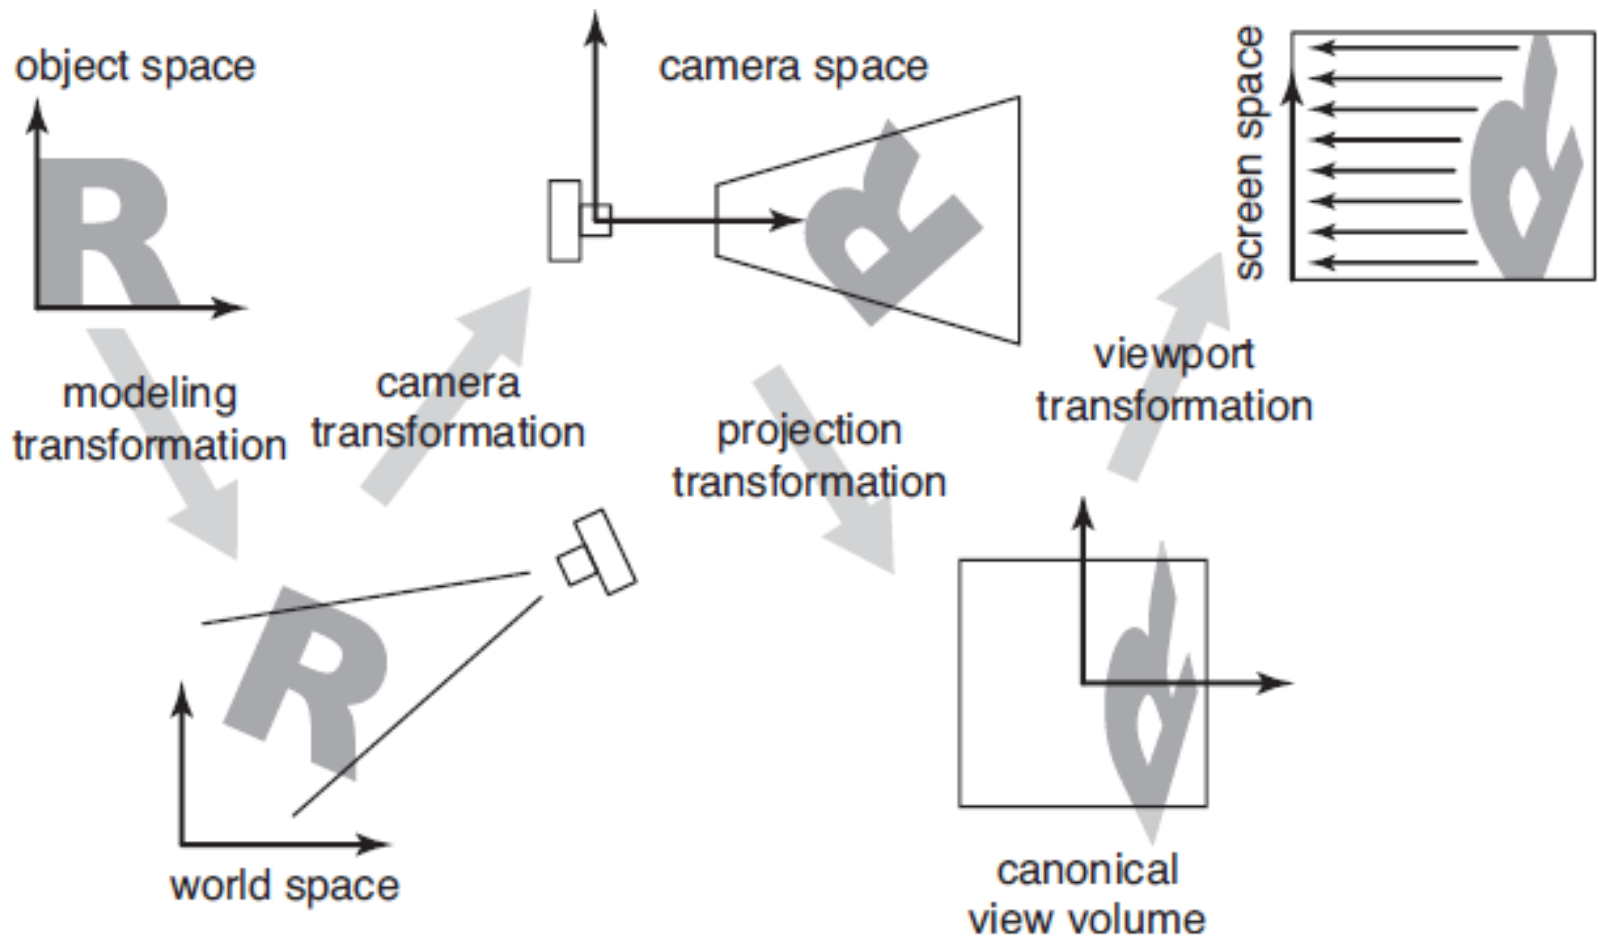 object space
camera space
screen space
modeling
transformation
camera
transformation
projection
transformation
viewport
transformation
world space
canonical
view volume